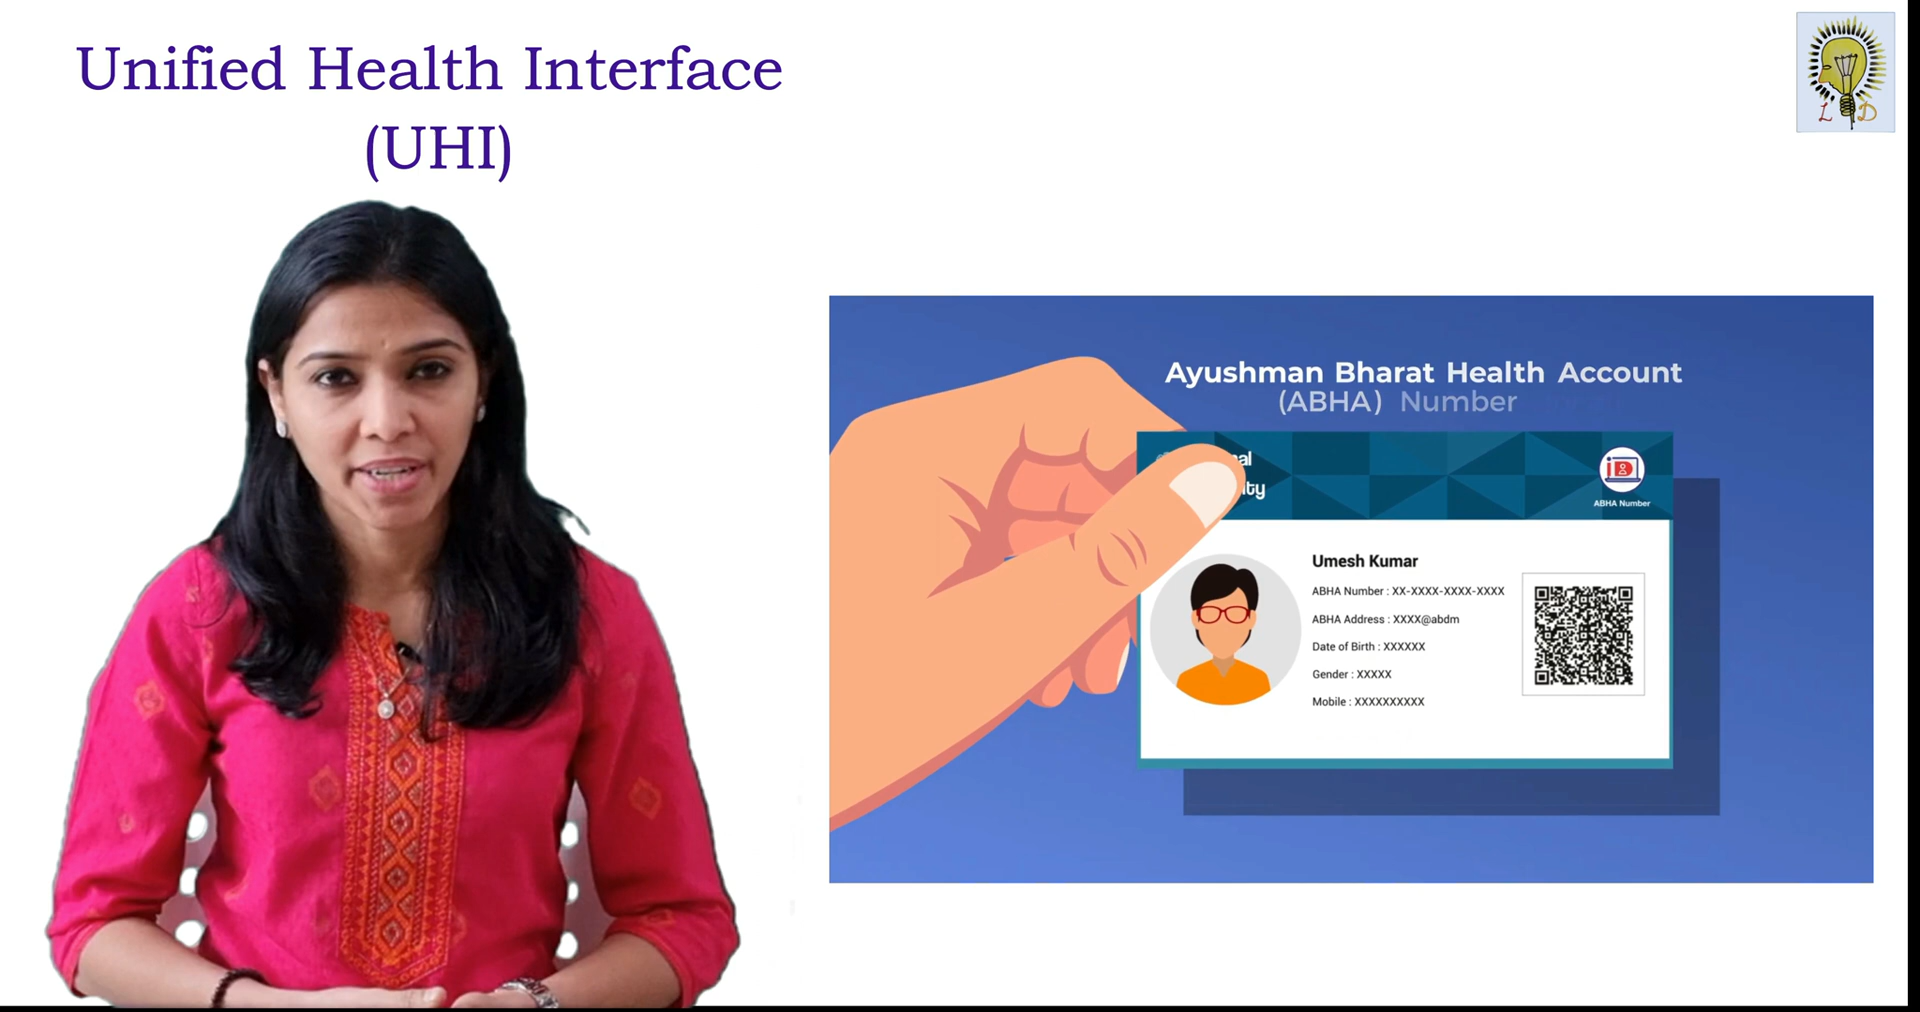 Unified Health Interface
(UHI)
L D
Ayushman Bharat Health Account
(ABHA) Number
ABHA Number
Umesh Kumar
ABHA Number : XX-XXXX-XXXX-XXXX
ABHA Address : XXXX@abdm
Date of Birth : XXXXXX
Gender : XXXXX
Mobile : XXXXXXXXXX